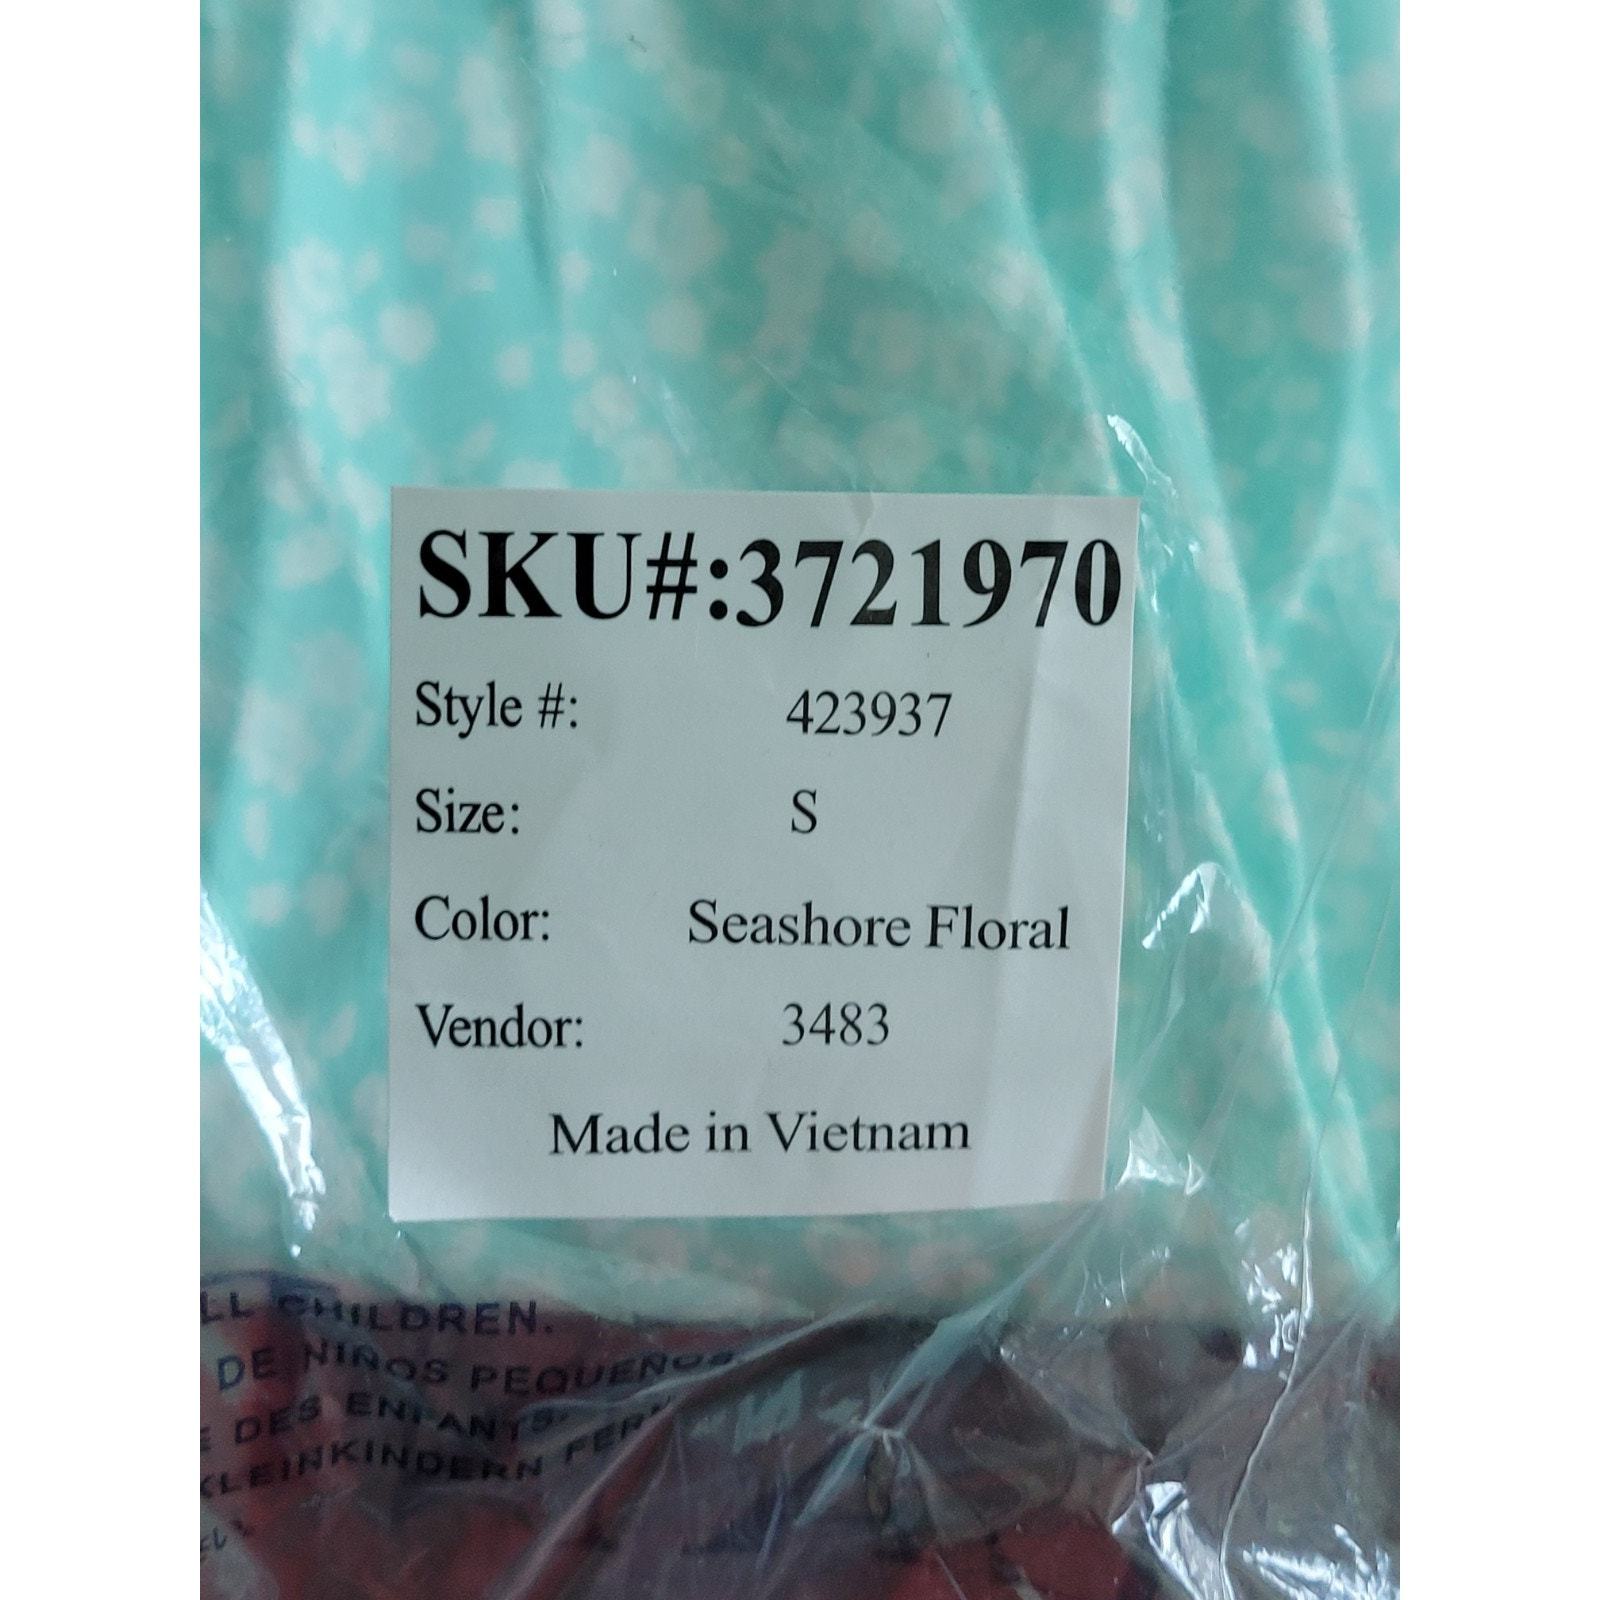 SKU#:3721970
Style #: 423937
Size: S
Color: Seashore Floral
Vendor: 3483
Made in Vietnam
CHILDREN.
DE NIÑOS PEQUEÑOS
DES ENFANTS
KLEINKINDERN